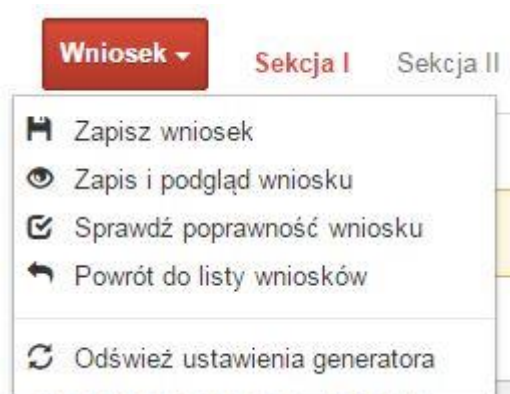 Wniosek Sekcja I Sekcja II
Zapisz wniosek
Zapis i podgląd wniosku
Sprawdź poprawność wniosku
Powrót do listy wniosków
Odśwież ustawienia generatora